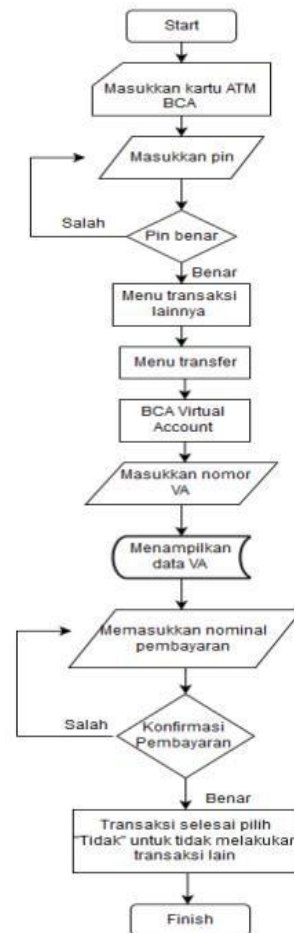 Start
Masukkan kartu ATM
BCA
Masukkan pin
Salah
Pin benar
Benar
Menu transaksi
lainnya
Menu transfer
BCA Virtual
Account
Masukkan nomor
VA
Menampilkan
data VA
Memasukkan nominal
pembayaran
Salah
Konfirmasi
Pembayaran
Benar
Transaksi selesai pilih
"Tidak" untuk tidak melakukan
transaksi lain
Finish